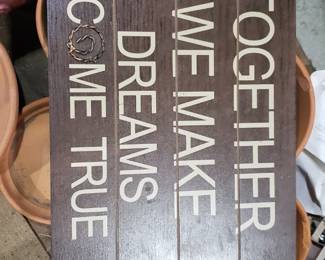 TOGETHER
WE MAKE
DREAMS
COME TRUE